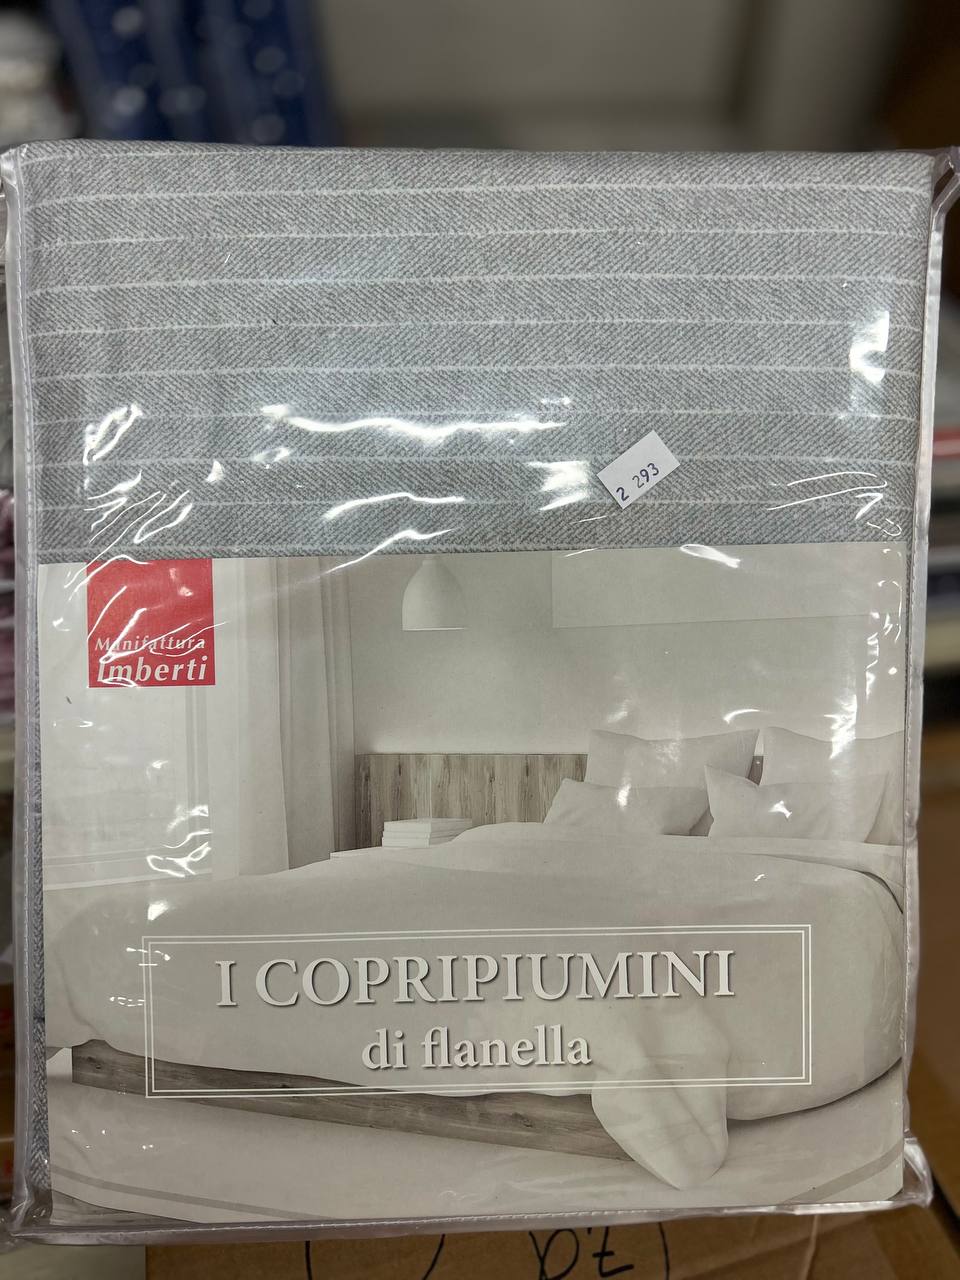 2 293
Manifattura
Imberti
I COPRIPIUMINI
di flanella